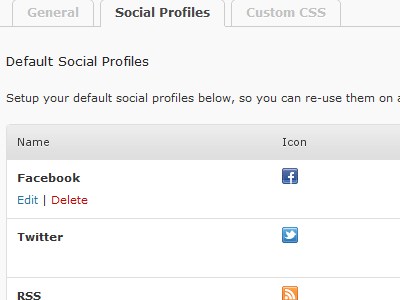 General
Social Profiles
Custom CSS
Default Social Profiles
Setup your default social profiles below, so you can re-use them on a
Name
Icon
Facebook
Edit | Delete
Twitter
RSS